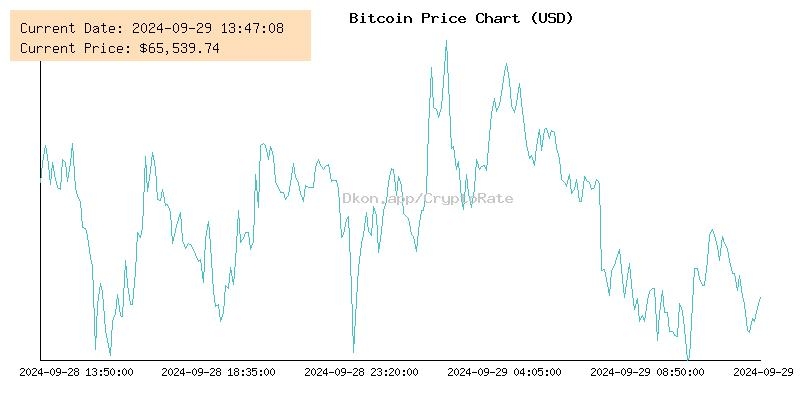 Bitcoin Price Chart (USD)
Current Date: 2024-09-29 13:47:08
Current Price: $65,539.74
Dkon.app/CryptoRate
2024-09-28 13:50:00 2024-09-28 18:35:00 2024-09-28 23:20:00 2024-09-29 04:05:00 2024-09-29 08:50:00 2024-09-29